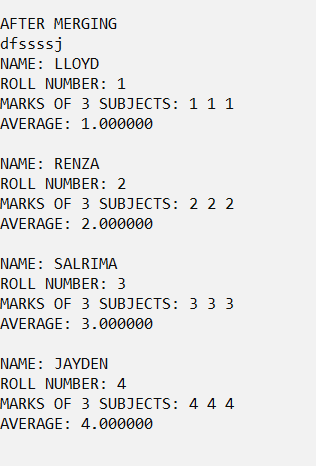 AFTER MERGING
dfssssj
NAME: LLOYD
ROLL NUMBER: 1
MARKS OF 3 SUBJECTS: 1 1 1
AVERAGE: 1.000000
NAME: RENZA
ROLL NUMBER: 2
MARKS OF 3 SUBJECTS: 2 2 2
AVERAGE: 2.000000
NAME: SALRIMA
ROLL NUMBER: 3
MARKS OF 3 SUBJECTS: 3 3 3
AVERAGE: 3.000000
NAME: JAYDEN
ROLL NUMBER: 4
MARKS OF 3 SUBJECTS: 4 4 4
AVERAGE: 4.000000